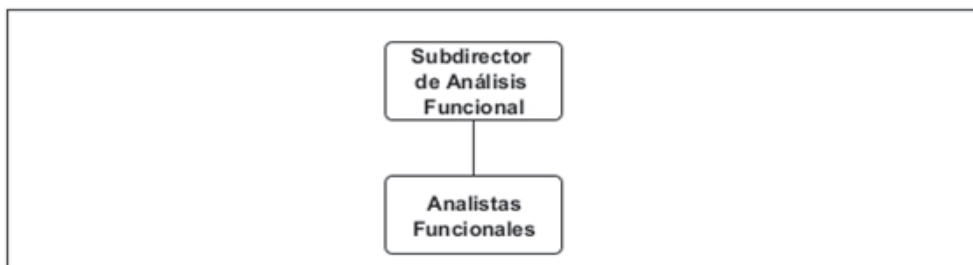 Subdirector
de Análisis
Funcional
Analistas
Funcionales